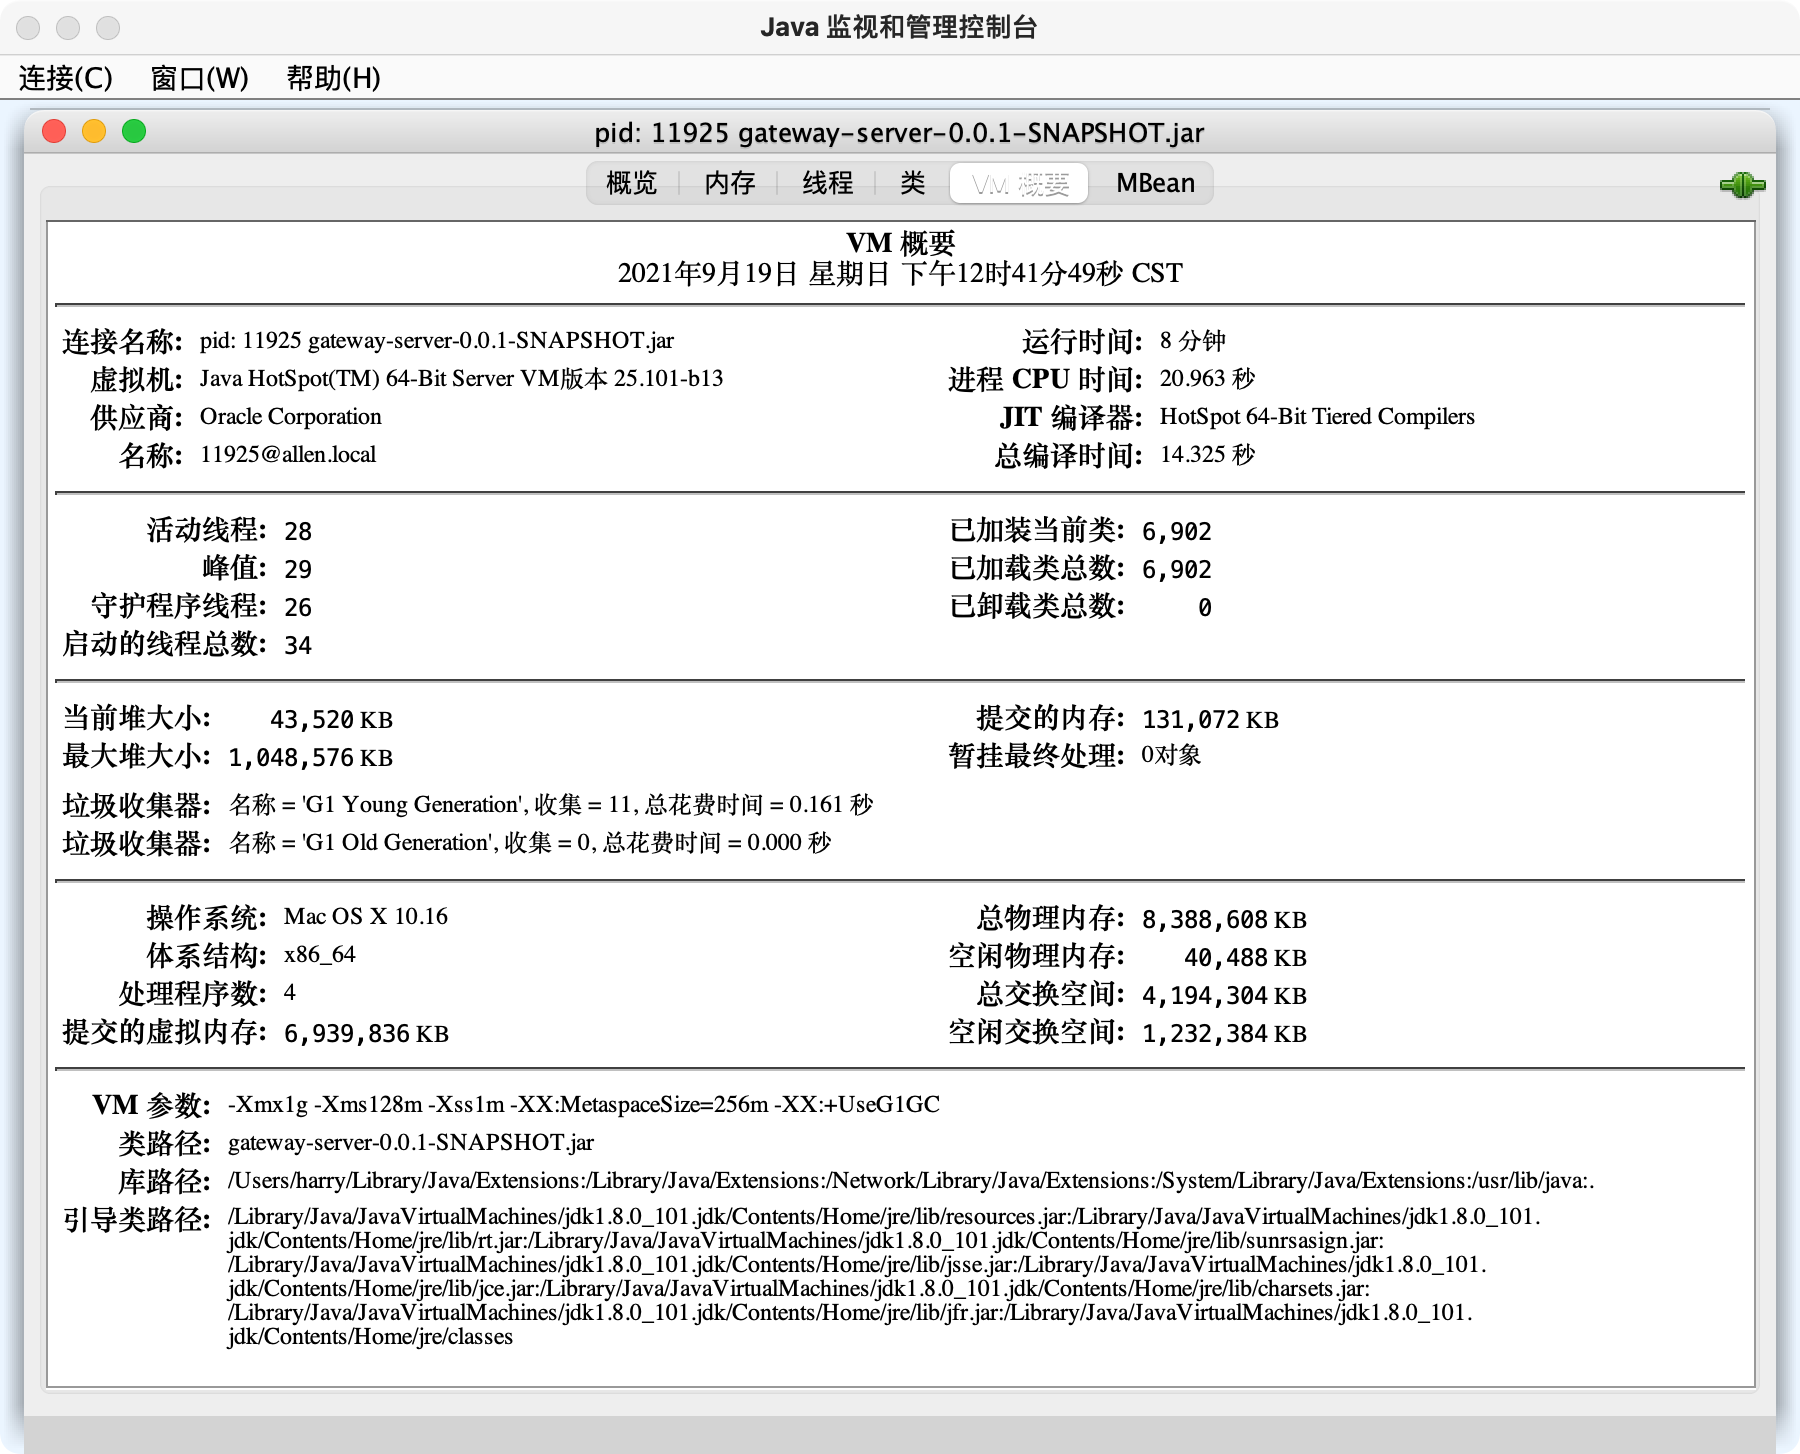 Java 监视和管理控制台
连接(C) 窗口(W) 帮助(H)
pid: 11925 gateway-server-0.0.1-SNAPSHOT.jar
概览 内存 线程 类 VM 概要 MBean
VM 概要
2021年9月19日 星期日 下午12时41分49秒 CST
连接名称: pid: 11925 gateway-server-0.0.1-SNAPSHOT.jar 运行时间: 8 分钟
虚拟机: Java HotSpot(TM) 64-Bit Server VM版本 25.101-b13 进程 CPU 时间: 20.963 秒
供应商: Oracle Corporation JIT 编译器: HotSpot 64-Bit Tiered Compilers
名称: 11925@allen.local 总编译时间: 14.325 秒
活动线程: 28 已加装当前类: 6,902
峰值: 29 已加载类总数: 6,902
守护程序线程: 26 已卸载类总数: 0
启动的线程总数: 34
当前堆大小: 43,520 KB 提交的内存: 131,072 KB
最大堆大小: 1,048,576 KB 暂挂最终处理: 0对象
垃圾收集器: 名称 = 'G1 Young Generation', 收集 = 11, 总花费时间 = 0.161 秒
垃圾收集器: 名称 = 'G1 Old Generation', 收集 = 0, 总花费时间 = 0.000 秒
操作系统: Mac OS X 10.16 总物理内存: 8,388,608 KB
体系结构: x86_64 空闲物理内存: 40,488 KB
处理程序数: 4 总交换空间: 4,194,304 KB
提交的虚拟内存: 6,939,836 KB 空闲交换空间: 1,232,384 KB
VM 参数: -Xmx1g -Xms128m -Xss1m -XX:MetaspaceSize=256m -XX:+UseG1GC
类路径: gateway-server-0.0.1-SNAPSHOT.jar
库路径: /Users/harry/Library/Java/Extensions:/Library/Java/Extensions:/Network/Library/Java/Extensions:/System/Library/Java/Extensions:/usr/lib/java:.
引导类路径: /Library/Java/JavaVirtualMachines/jdk1.8.0_101.jdk/Contents/Home/jre/lib/resources.jar:/Library/Java/JavaVirtualMachines/jdk1.8.0_101.
jdk/Contents/Home/jre/lib/rt.jar:/Library/Java/JavaVirtualMachines/jdk1.8.0_101.jdk/Contents/Home/jre/lib/sunrsasign.jar:
/Library/Java/JavaVirtualMachines/jdk1.8.0_101.jdk/Contents/Home/jre/lib/jsse.jar:/Library/Java/JavaVirtualMachines/jdk1.8.0_101.
jdk/Contents/Home/jre/lib/jce.jar:/Library/Java/JavaVirtualMachines/jdk1.8.0_101.jdk/Contents/Home/jre/lib/charsets.jar:
/Library/Java/JavaVirtualMachines/jdk1.8.0_101.jdk/Contents/Home/jre/lib/jfr.jar:/Library/Java/JavaVirtualMachines/jdk1.8.0_101.
jdk/Contents/Home/jre/classes